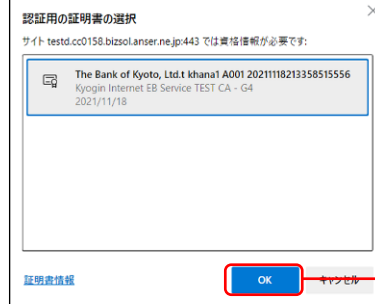 認証用の証明書の選択
サイト testd.cc0158.bizsol.anser.ne.jp:443 では資格情報が必要です:
The Bank of Kyoto, Ltd.t khana1 A001 20211118213358515556
Kyogin Internet EB Service TEST CA - G4
2021/11/18
証明書情報
OK
キャンセル